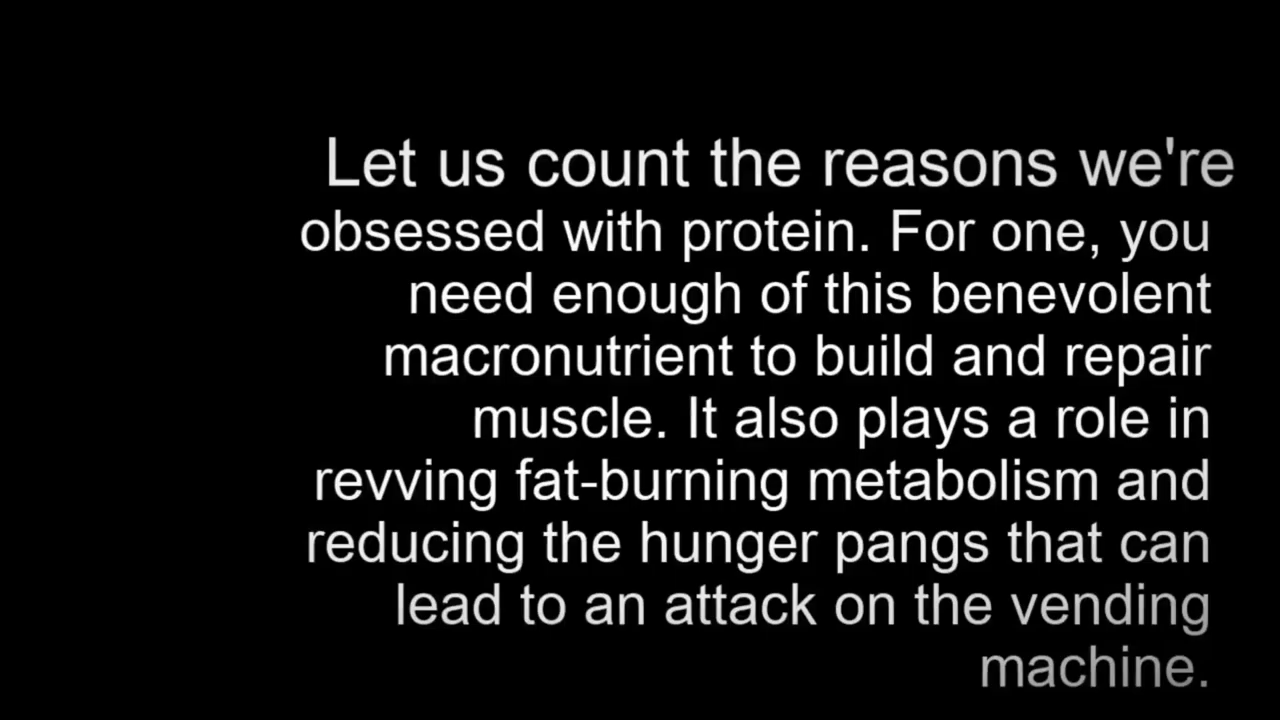 Let us count the reasons we're
obsessed with protein. For one, you
need enough of this benevolent
macronutrient to build and repair
muscle. It also plays a role in
revving fat-burning metabolism and
reducing the hunger pangs that can
lead to an attack on the vending
machine.